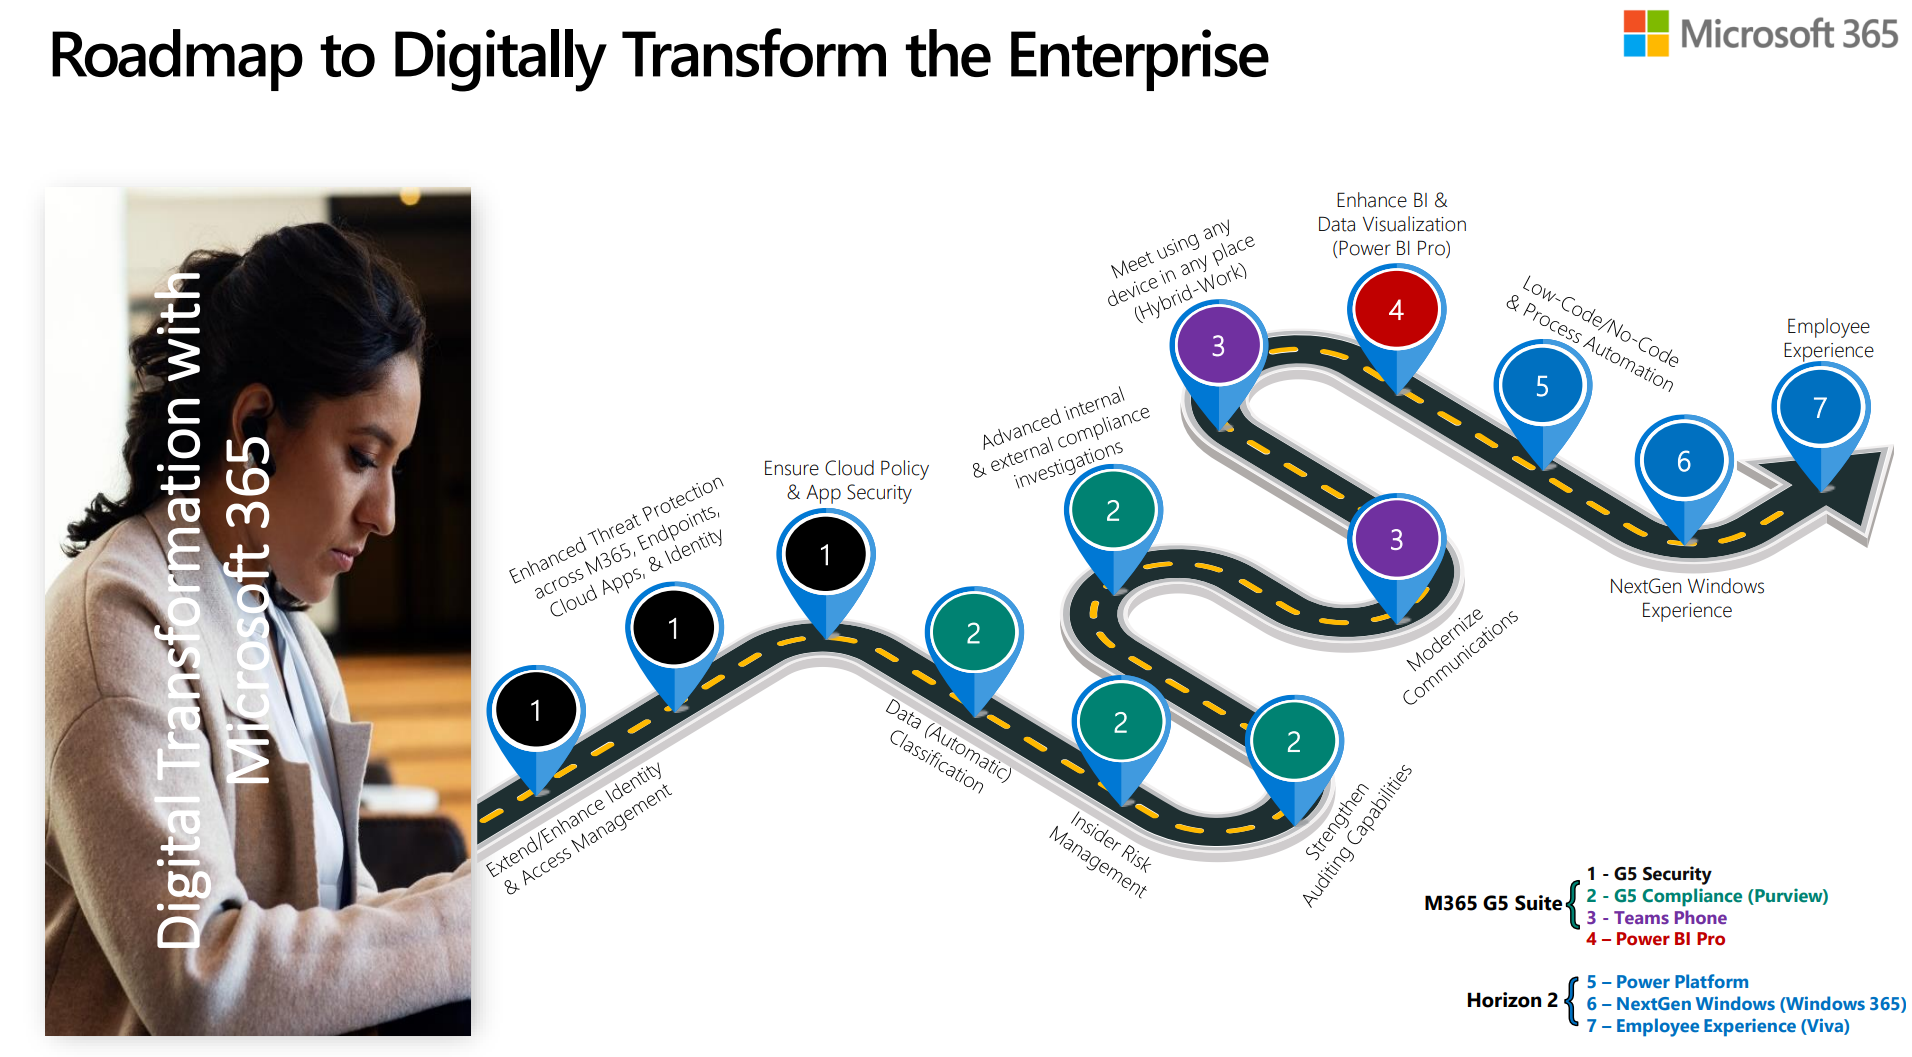 Roadmap to Digitally Transform the Enterprise
Microsoft 365
Digital Transformation with
Microsoft 365
1
Extend/Enhance Identity
& Access Management
Enhanced Threat Protection
across M365, Endpoints,
Cloud Apps, & Identity
1
Ensure Cloud Policy
& App Security
1
2
Data (Automatic)
Classification
2
Insider Risk
Management
2
Strengthen
Auditing Capabilities
Advanced internal
& external compliance
investigations
2
3
Modernize
Communications
Meet using any
device in any place
(Hybrid-Work)
3
Enhance BI &
Data Visualization
(Power BI Pro)
4
Low-Code/No-Code
& Process Automation
5
6
NextGen Windows
Experience
Employee
Experience
7
M365 G5 Suite
1 - G5 Security
2 - G5 Compliance (Purview)
3 - Teams Phone
4 – Power BI Pro
Horizon 2
5 – Power Platform
6 – NextGen Windows (Windows 365)
7 – Employee Experience (Viva)